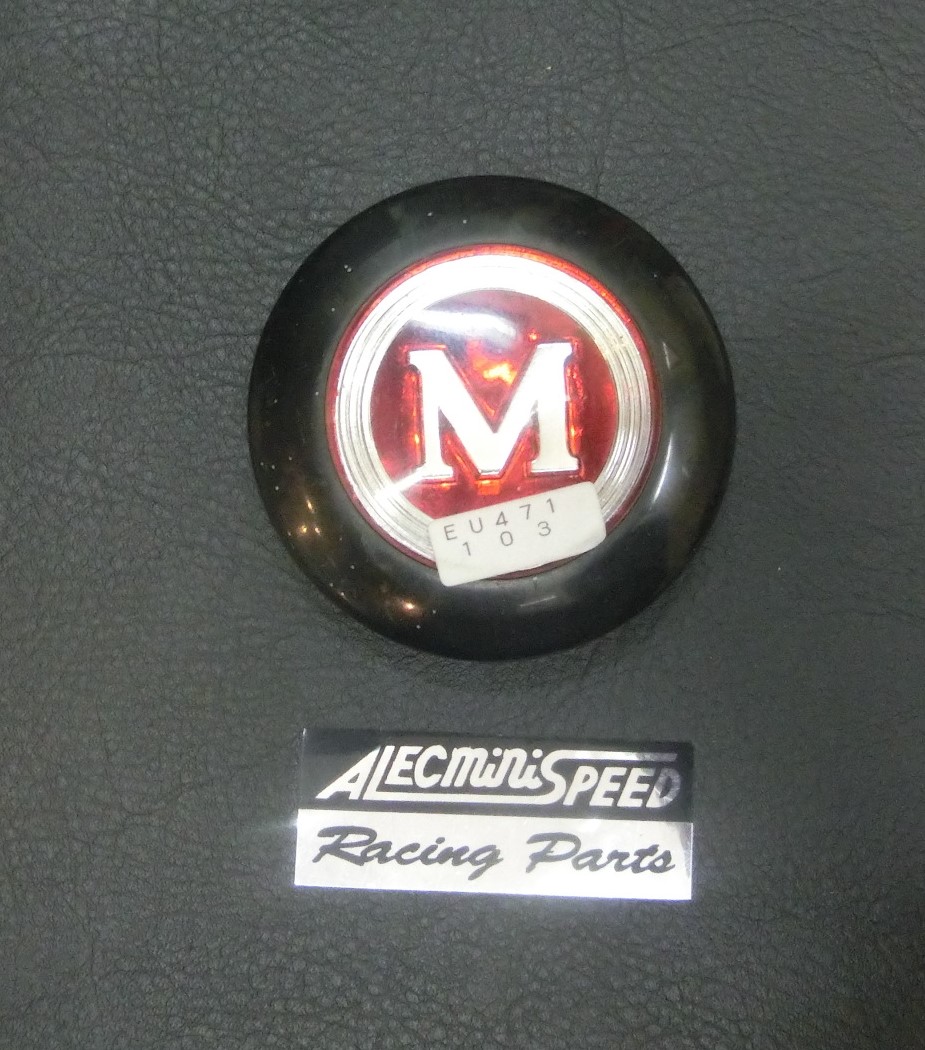 M
EU471
103
ALECminiSPEED
Racing Parts